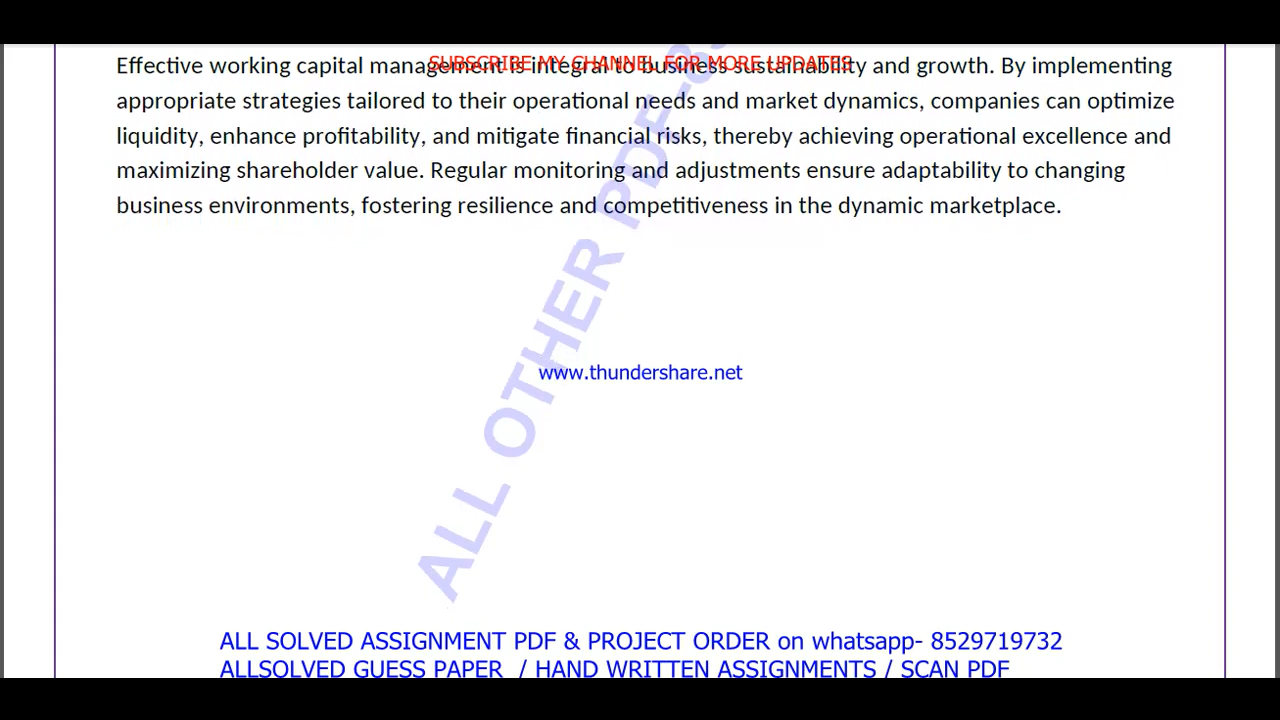 SUBSCRIBE MY CHANNEL FOR MORE UPDATES
Effective working capital management is integral to business sustainability and growth. By implementing
appropriate strategies tailored to their operational needs and market dynamics, companies can optimize
liquidity, enhance profitability, and mitigate financial risks, thereby achieving operational excellence and
maximizing shareholder value. Regular monitoring and adjustments ensure adaptability to changing
business environments, fostering resilience and competitiveness in the dynamic marketplace.
ALL OTHER PDF-85
www.thundershare.net
ALL SOLVED ASSIGNMENT PDF & PROJECT ORDER on whatsapp- 8529719732
ALLSOLVED GUESS PAPER / HAND WRITTEN ASSIGNMENTS / SCAN PDF